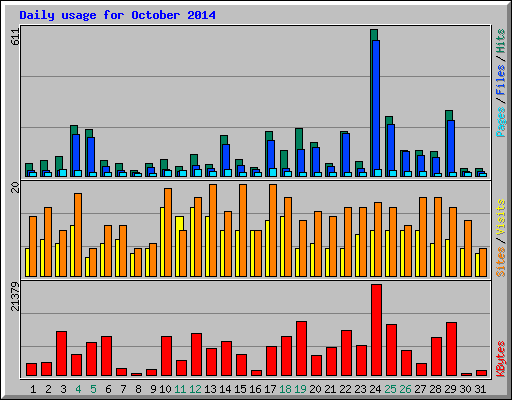 Daily usage for October 2014
611
Pages / Files / Hits
20
Sites / Visits
21379
KBytes
1 2 3 4 5 6 7 8 9 10 11 12 13 14 15 16 17 18 19 20 21 22 23 24 25 26 27 28 29 30 31